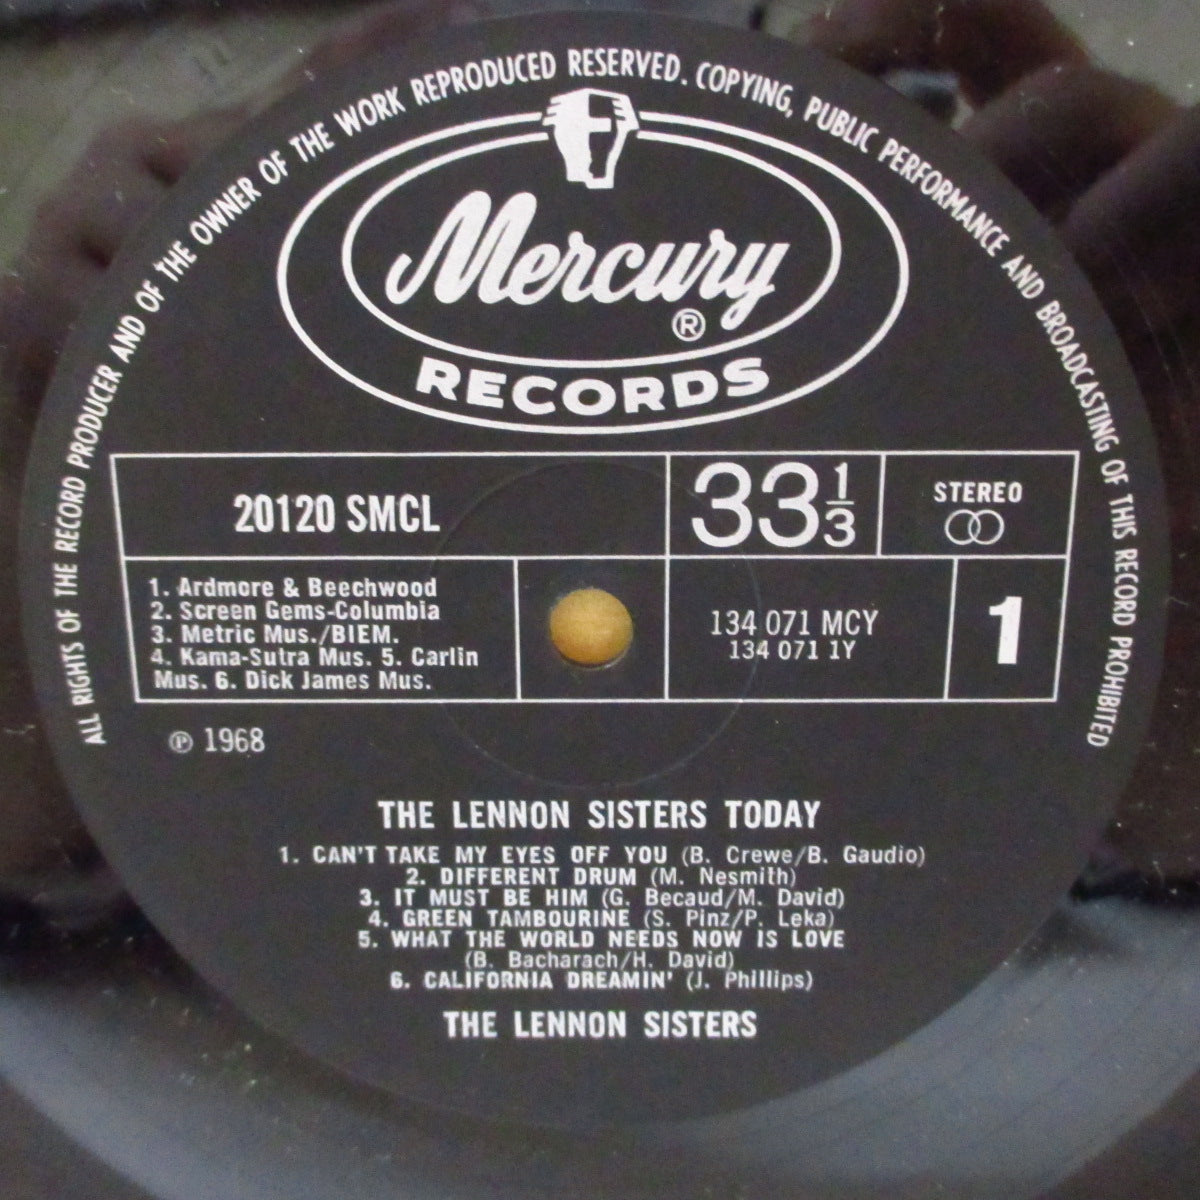 ALL RIGHTS OF THE RECORD PRODUCER AND OF THE OWNER OF THE WORK REPRODUCED RESERVED. COPYING, PUBLIC PERFORMANCE AND BROADCASTING OF THIS RECORD PROHIBITED
Mercury ®
RECORDS
20120 SMCL
33⅓
STEREO
1. Ardmore & Beechwood
2. Screen Gems-Columbia
3. Metric Mus./BIEM.
4. Kama-Sutra Mus. 5. Carlin
Mus. 6. Dick James Mus.
134 071 MCY
134 071 1Y
1
℗ 1968
THE LENNON SISTERS TODAY
1. CAN'T TAKE MY EYES OFF YOU (B. Crewe/B. Gaudio)
2. DIFFERENT DRUM (M. Nesmith)
3. IT MUST BE HIM (G. Becaud/M. David)
4. GREEN TAMBOURINE (S. Pinz/P. Leka)
5. WHAT THE WORLD NEEDS NOW IS LOVE
(B. Bacharach/H. David)
6. CALIFORNIA DREAMIN' (J. Phillips)
THE LENNON SISTERS